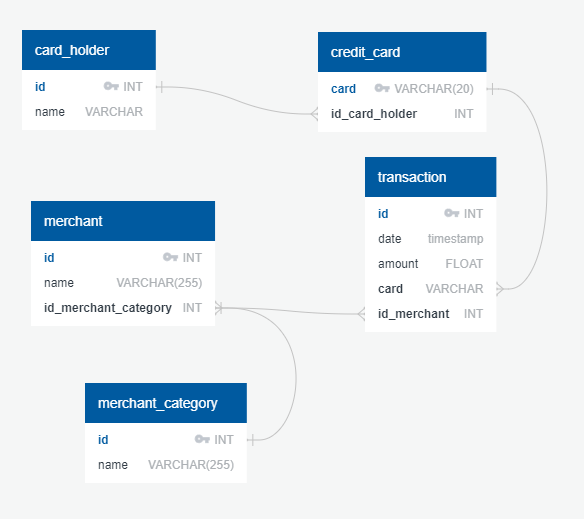 card_holder
id INT
name VARCHAR
credit_card
card VARCHAR(20)
id_card_holder INT
transaction
id INT
date timestamp
amount FLOAT
card VARCHAR
id_merchant INT
merchant
id INT
name VARCHAR(255)
id_merchant_category INT
merchant_category
id INT
name VARCHAR(255)